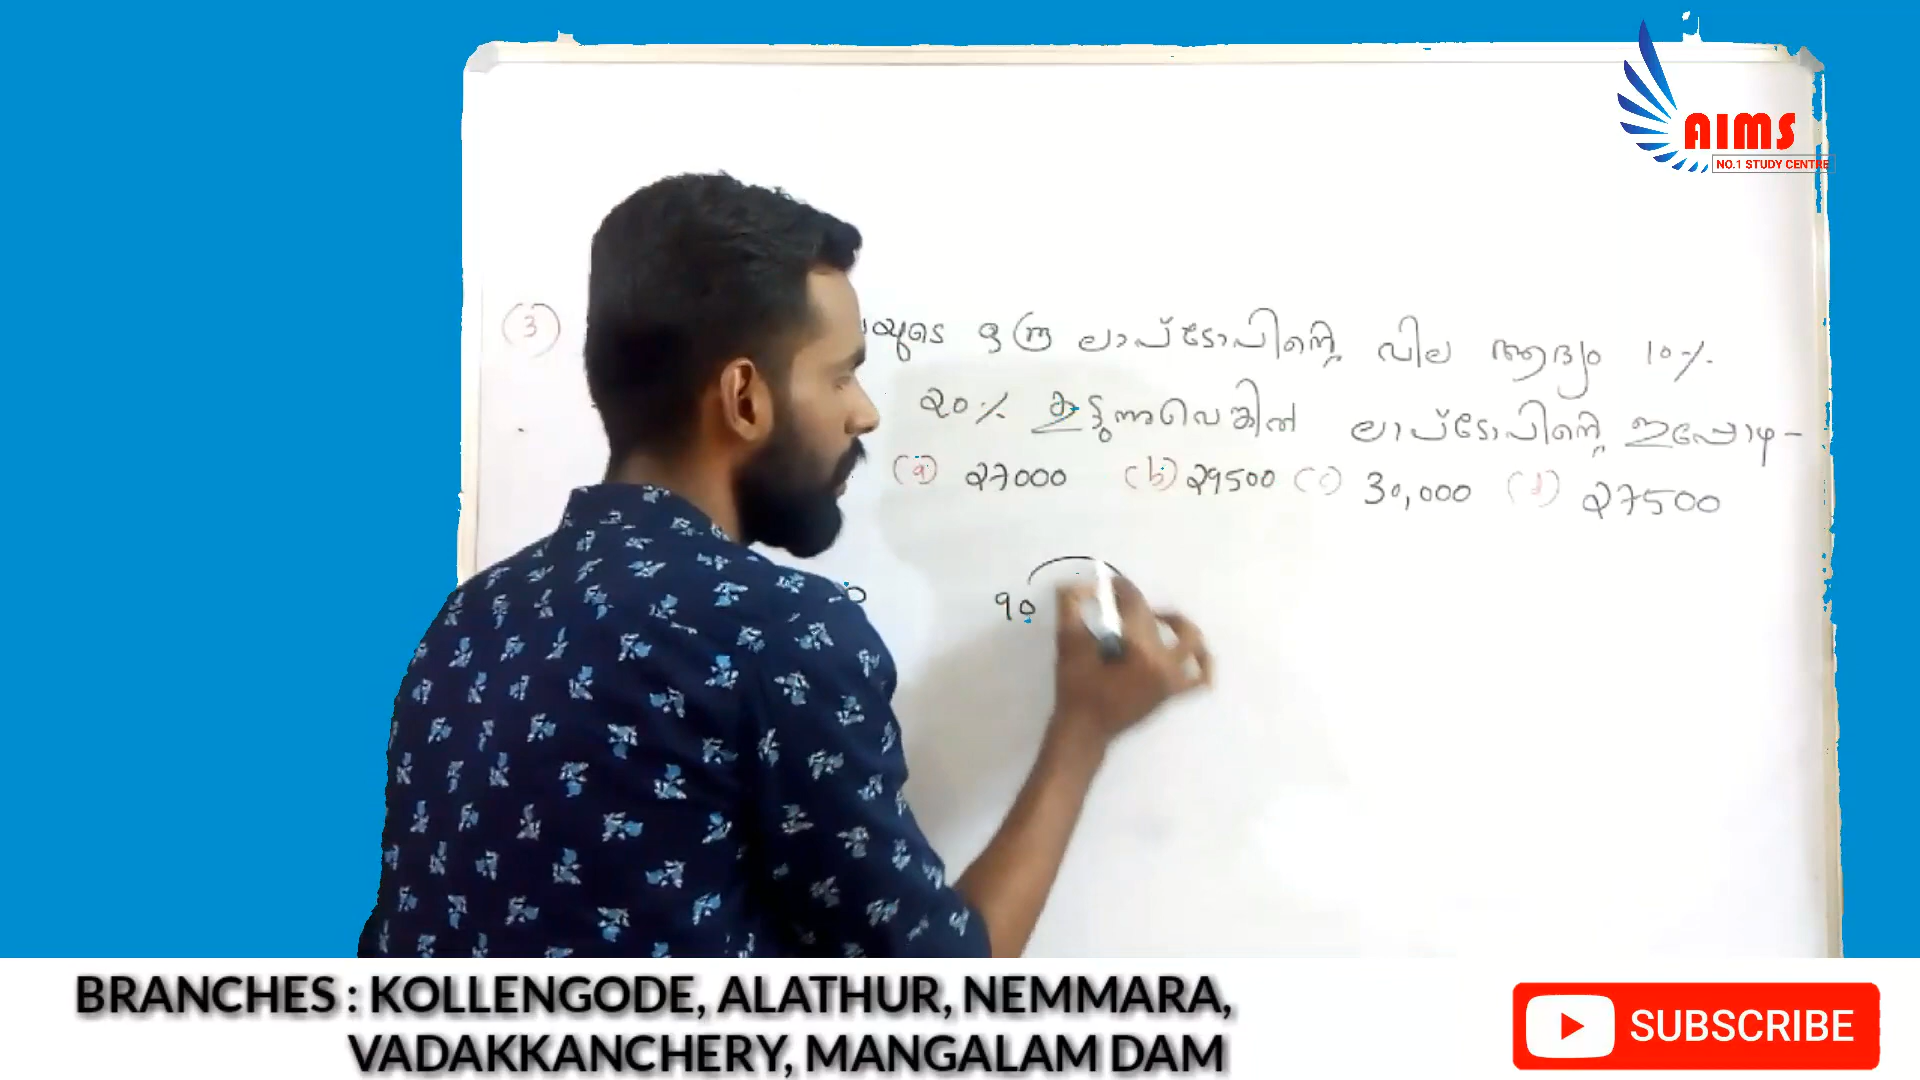 AIMS
NO.1 STUDY CENTRE
(3) യുടെ ഒരു ലാപ്ടോപിന്റെ വില ആദ്യം 10%
20% കൂട്ടുന്നുവെങ്കിൽ ലാപ്ടോപിന്റെ ഇപ്പോഴ-
(a) 27000 (b) 29500 (c) 30,000 (d) 27500
90
BRANCHES : KOLLENGODE, ALATHUR, NEMMARA,
VADAKKANCHERY, MANGALAM DAM
SUBSCRIBE